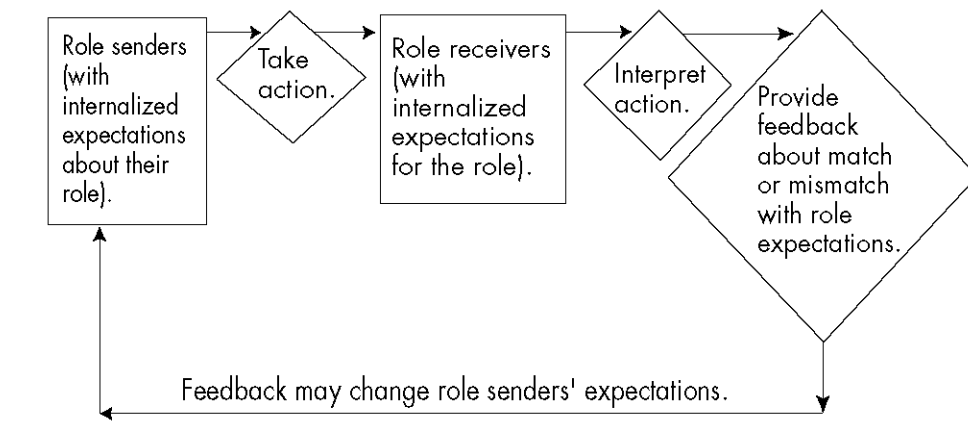 Role senders
(with
internalized
expectations
about their
role).
Take
action.
Role receivers
(with
internalized
expectations
for the role).
Interpret
action.
Provide
feedback
about match
or mismatch
with role
expectations.
Feedback may change role senders' expectations.